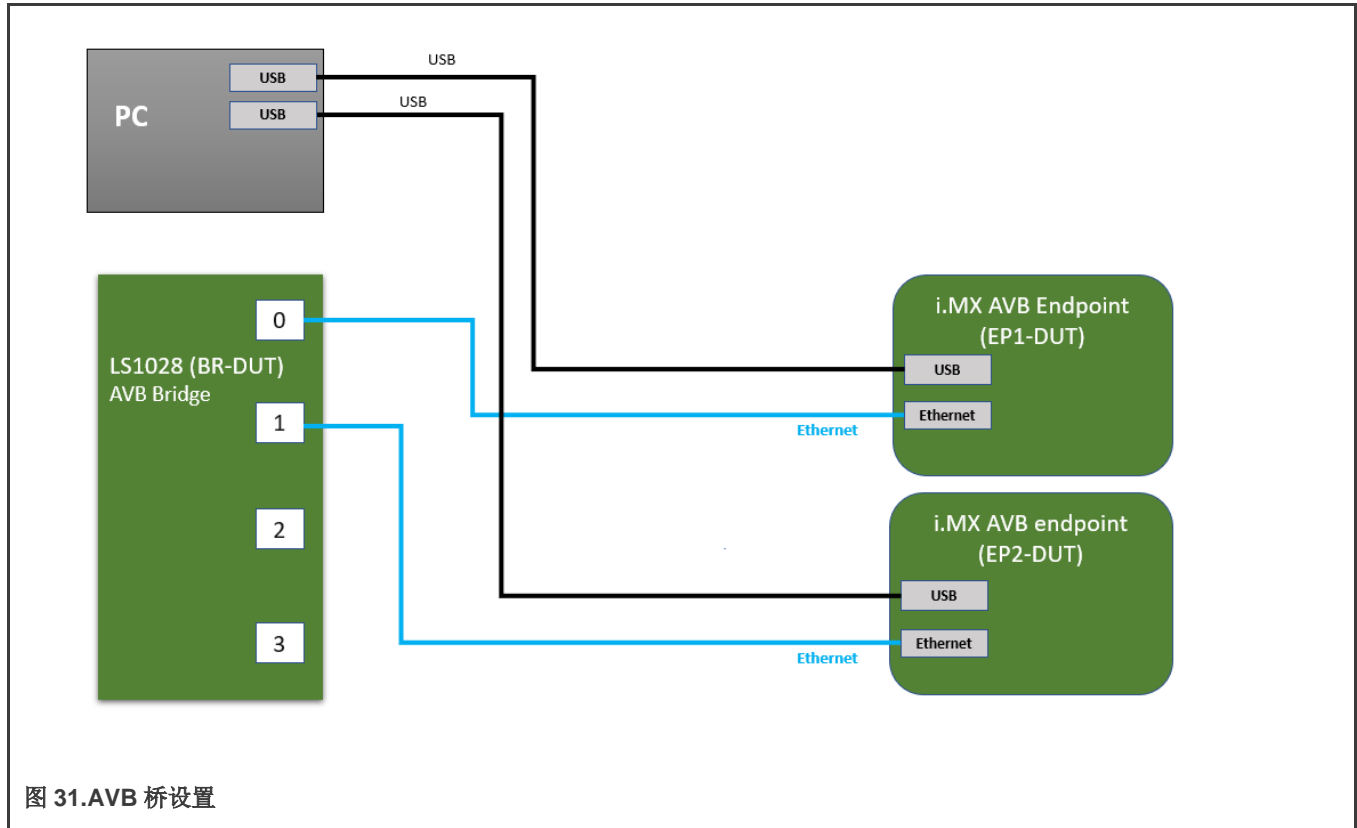 USB
USB
PC
USB
USB
0
LS1028 (BR-DUT)
AVB Bridge
1
2
3
i.MX AVB Endpoint
(EP1-DUT)
USB
Ethernet
Ethernet
i.MX AVB endpoint
(EP2-DUT)
USB
Ethernet
Ethernet
图 31.AVB 桥设置